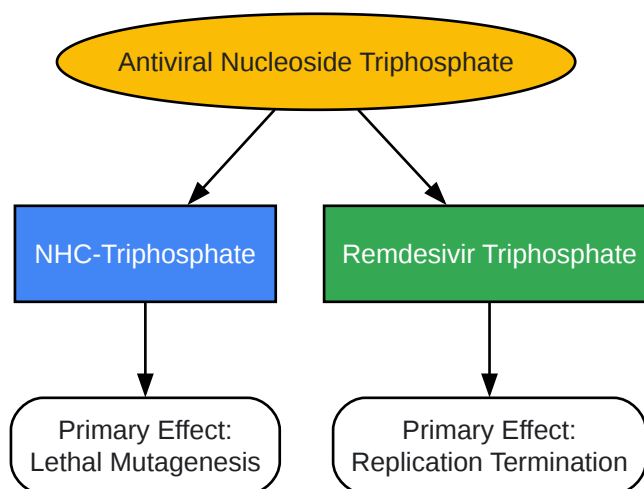 Antiviral Nucleoside Triphosphate
NHC-Triphosphate
Remdesivir Triphosphate
Primary Effect:
Lethal Mutagenesis
Primary Effect:
Replication Termination